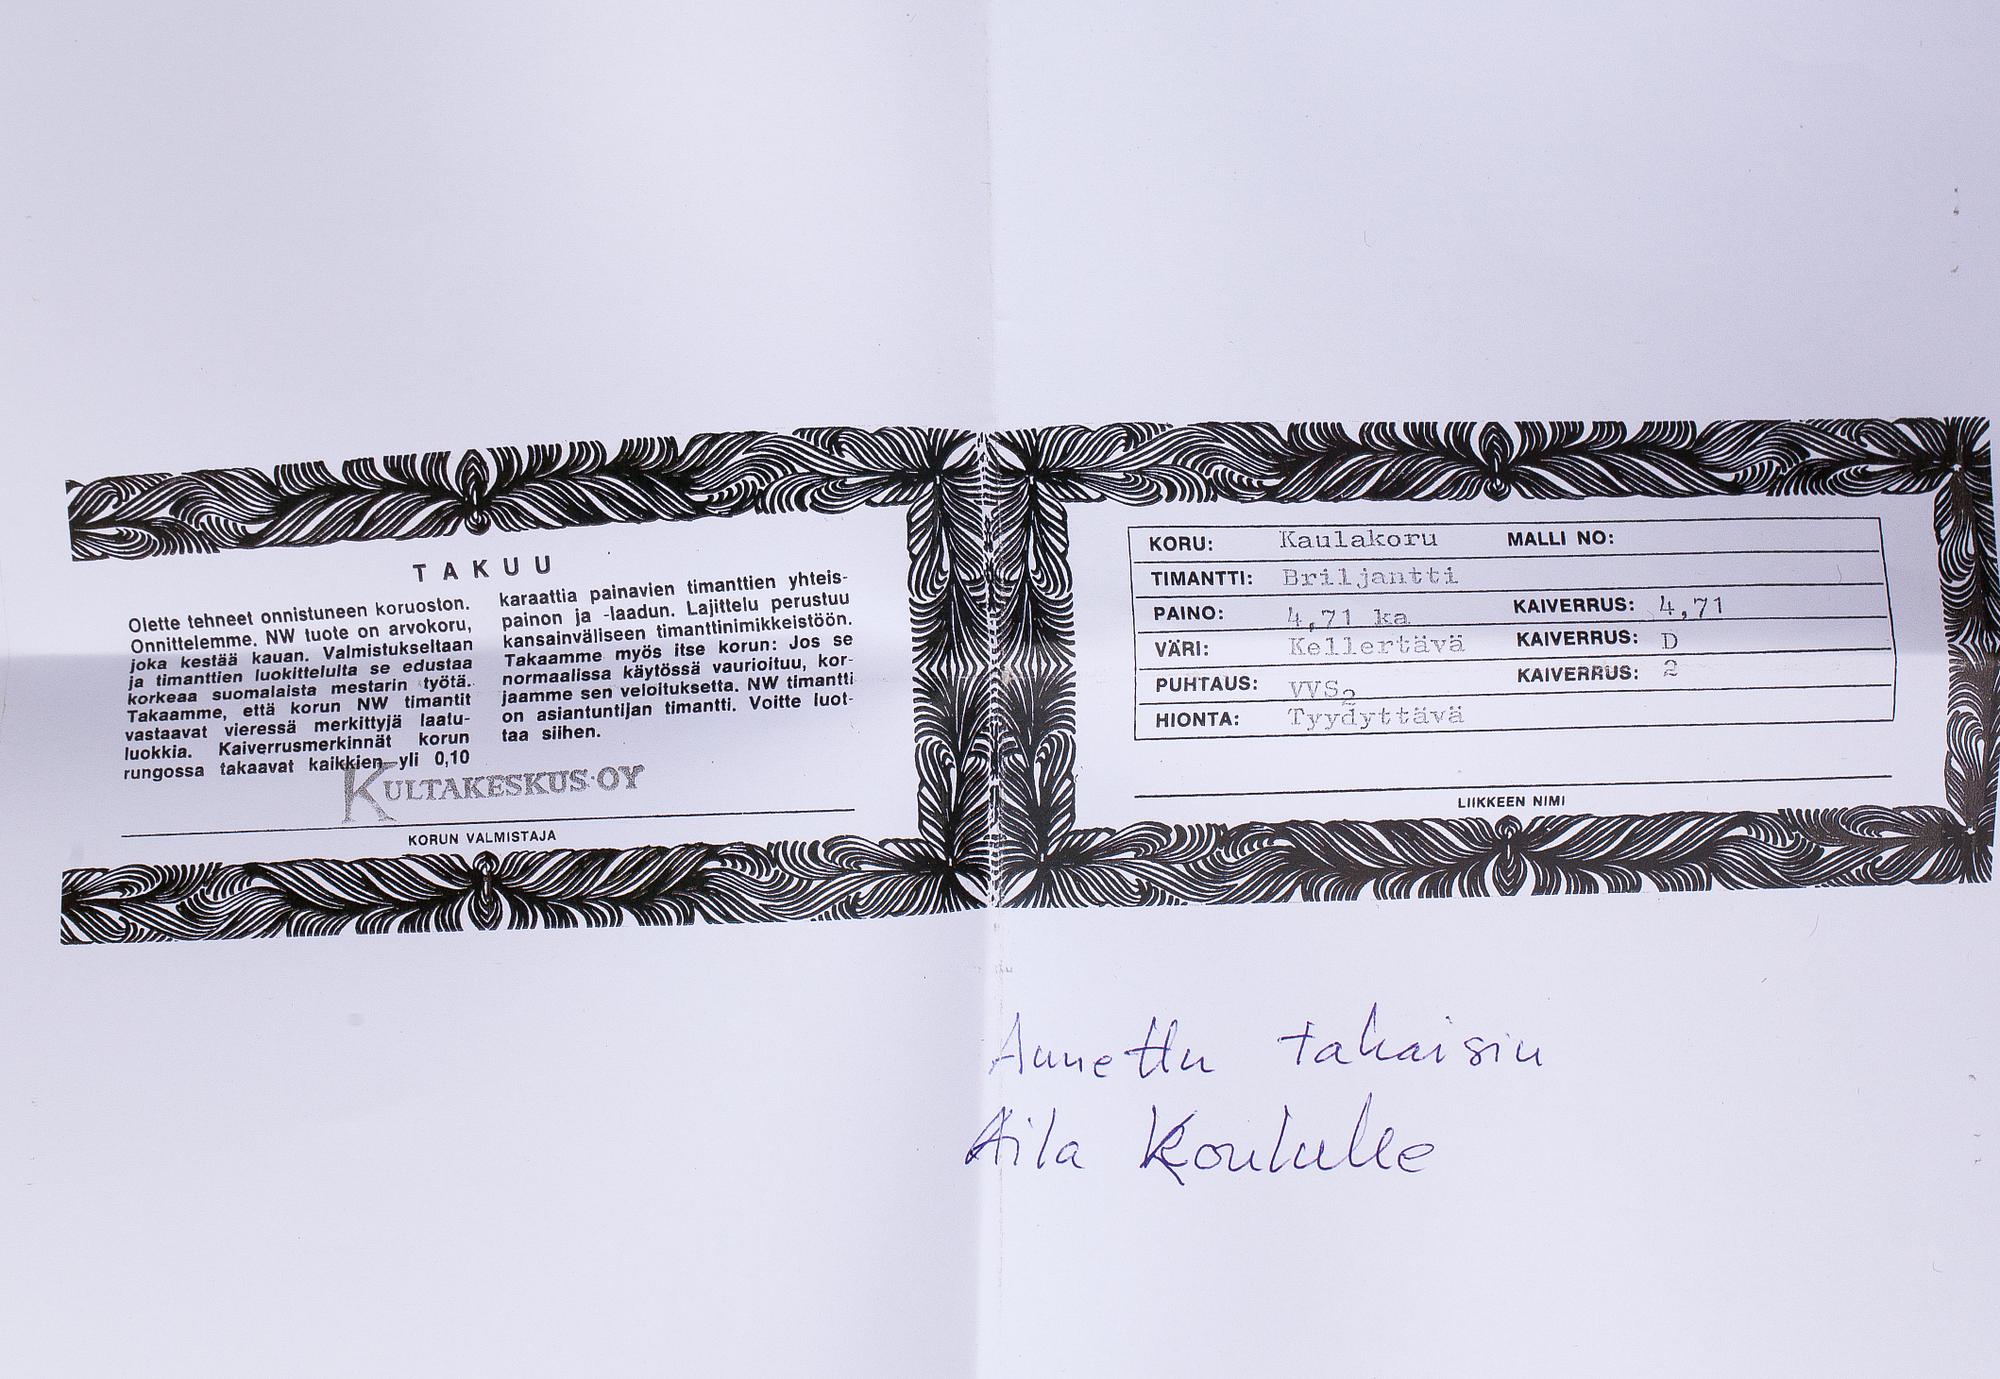 TAKUU
Olette tehneet onnistuneen koruoston.
Onnittelemme. NW tuote on arvokoru,
joka kestää kauan. Valmistukseltaan
ja timanttien luokittelulta se edustaa
korkeaa suomalaista mestarin työtä.
Takaamme, että korun NW timantit
vastaavat vieressä merkittyjä laatu-
luokkia. Kaiverrusmerkinnät korun
rungossa takaavat kaikkien yli 0,10
karaattia painavien timanttien yhteis-
painon ja -laadun. Lajittelu perustuu
kansainväliseen timanttinimikkeistöön.
Takaamme myös itse korun: Jos se
normaalissa käytössä vaurioituu, kor-
jaamme sen veloituksetta. NW timantti
on asiantuntijan timantti. Voitte luot-
taa siihen.
KULTAKESKUS·OY
KORUN VALMISTAJA
KORU: Kaulakoru MALLI NO:
TIMANTTI: Briljantti
PAINO: 4,71 ka KAIVERRUS: 4,71
VÄRI: Kellertävä KAIVERRUS: D
PUHTAUS: VVS2 KAIVERRUS: 2
HIONTA: Tyydyttävä
LIIKKEEN NIMI
Annettu takaisin
Aila